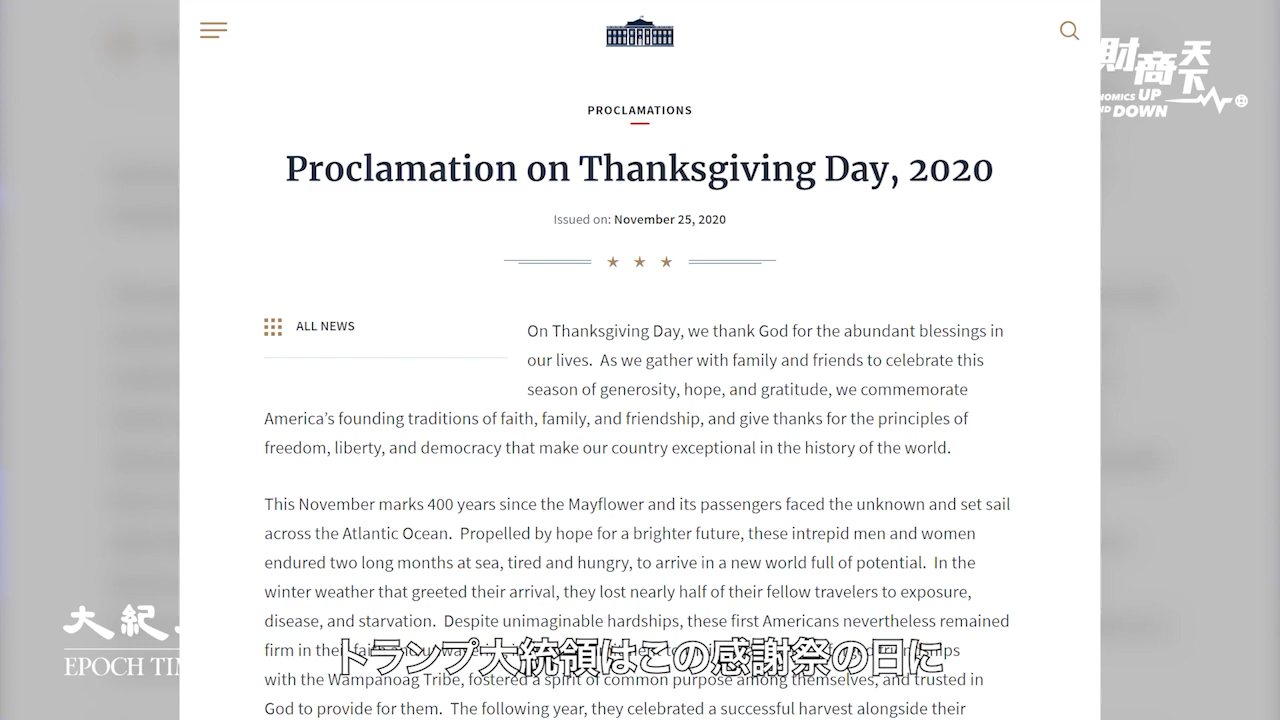 財商天下
NOMICS UP
ND DOWN
PROCLAMATIONS
Proclamation on Thanksgiving Day, 2020
Issued on: November 25, 2020
ALL NEWS
On Thanksgiving Day, we thank God for the abundant blessings in
our lives.  As we gather with family and friends to celebrate this
season of generosity, hope, and gratitude, we commemorate
America’s founding traditions of faith, family, and friendship, and give thanks for the principles of
freedom, liberty, and democracy that make our country exceptional in the history of the world.
This November marks 400 years since the Mayflower and its passengers faced the unknown and set sail
across the Atlantic Ocean.  Propelled by hope for a brighter future, these intrepid men and women
endured two long months at sea, tired and hungry, to arrive in a new world full of potential.  In the
winter weather that greeted their arrival, they lost nearly half of their fellow travelers to exposure,
disease, and starvation.  Despite unimaginable hardships, these first Americans nevertheless remained
firm in their
with the Wampanoag Tribe, fostered a spirit of common purpose among themselves, and trusted in
God to provide for them.  The following year, they celebrated a successful harvest alongside their
大紀
EPOCH TIM
トランプ大統領はこの感謝祭の日に